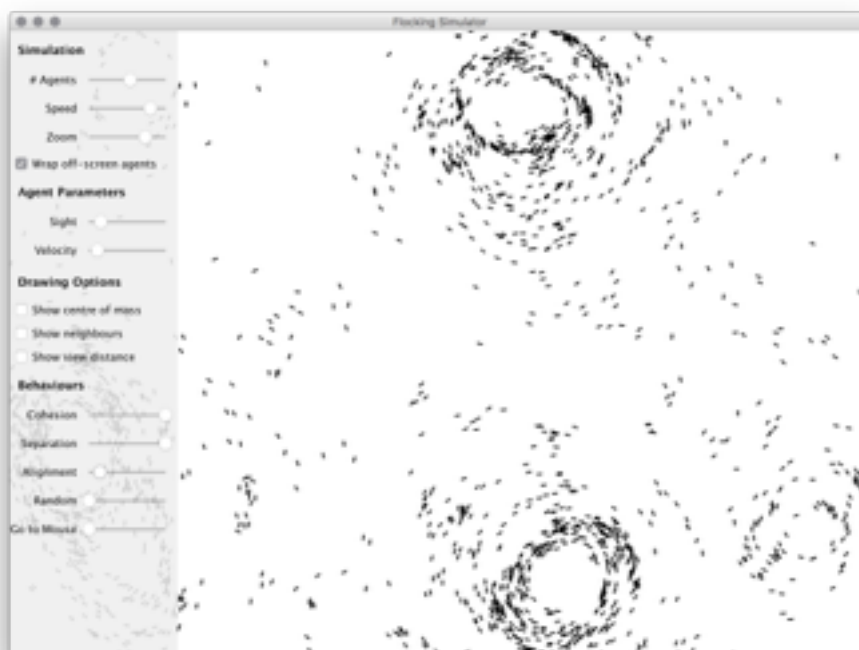 Flocking Simulator
Simulation
# Agents
Speed
Zoom
Wrap off-screen agents
Agent Parameters
Sight
Velocity
Drawing Options
Show centre of mass
Show neighbours
Show view distance
Behaviours
Cohesion
Separation
Alignment
Random
Go to Mouse